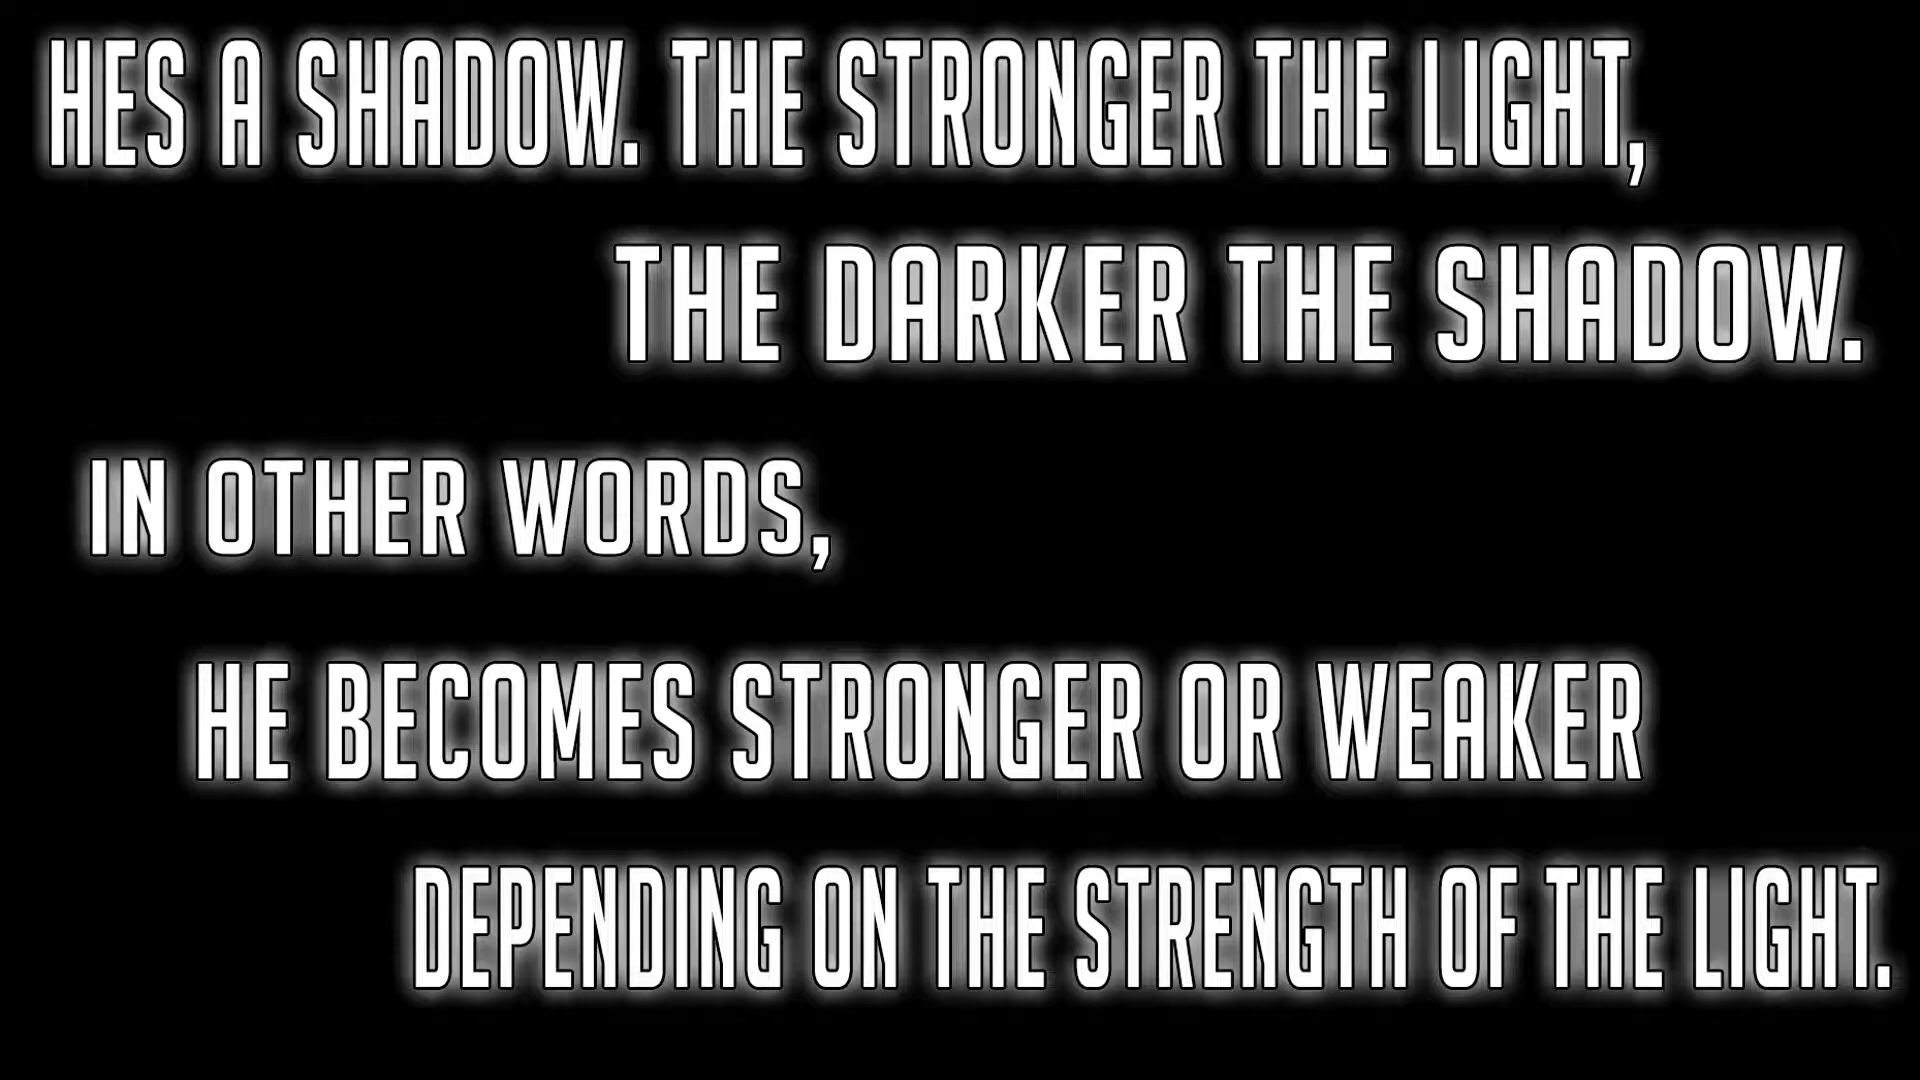 HES A SHADOW. THE STRONGER THE LIGHT,
THE DARKER THE SHADOW.
IN OTHER WORDS,
HE BECOMES STRONGER OR WEAKER
DEPENDING ON THE STRENGTH OF THE LIGHT.